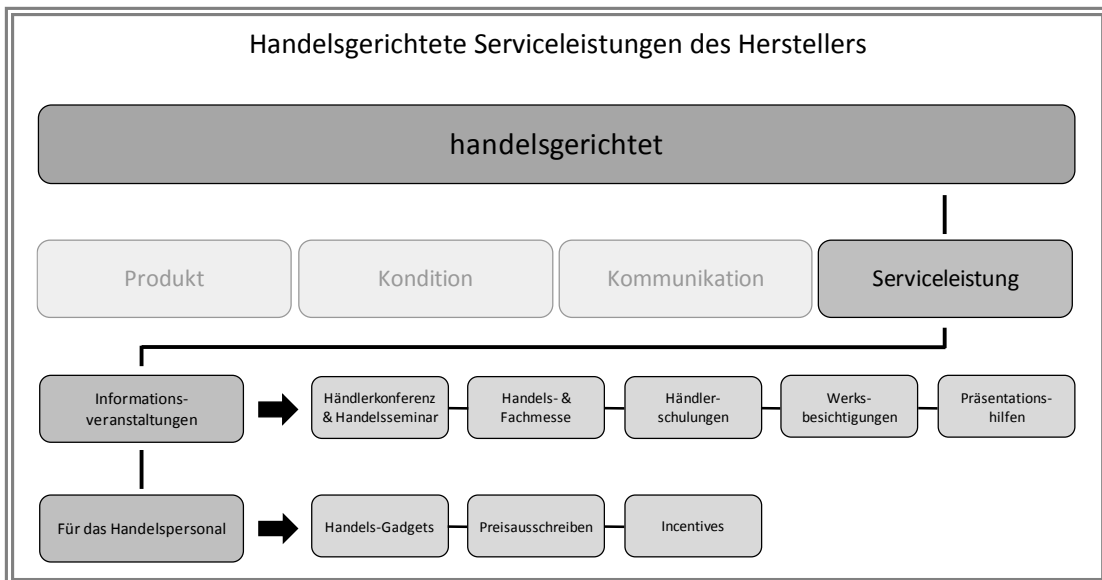 Handelsgerichtete Serviceleistungen des Herstellers
handelsgerichtet
Produkt
Kondition
Kommunikation
Serviceleistung
Informations-
veranstaltungen
Händlerkonferenz
& Handelsseminar
Handels- &
Fachmesse
Händler-
schulungen
Werks-
besichtigungen
Präsentations-
hilfen
Für das Handelspersonal
Handels-Gadgets
Preisausschreiben
Incentives